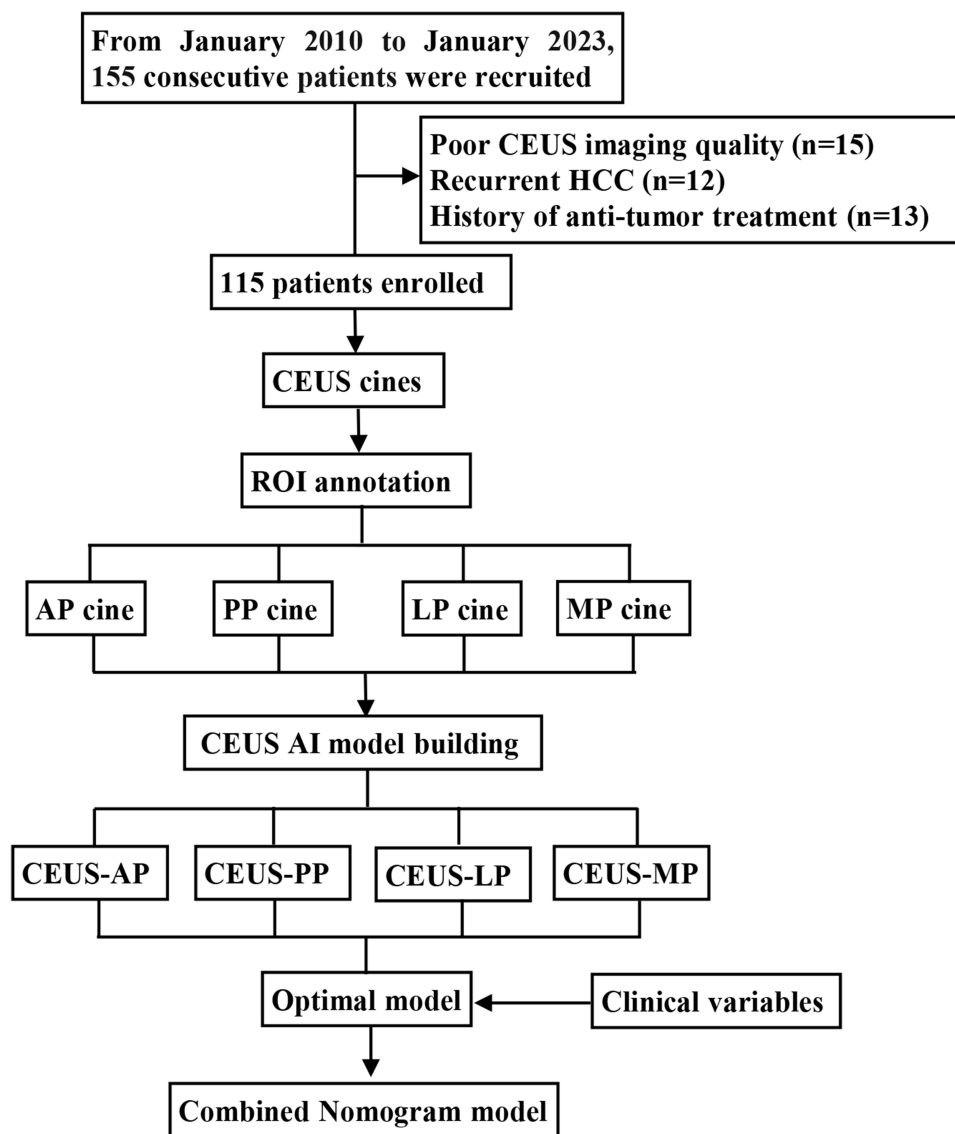 From January 2010 to January 2023,
155 consecutive patients were recruited
Poor CEUS imaging quality (n=15)
Recurrent HCC (n=12)
History of anti-tumor treatment (n=13)
115 patients enrolled
CEUS cines
ROI annotation
AP cine
PP cine
LP cine
MP cine
CEUS AI model building
CEUS-AP
CEUS-PP
CEUS-LP
CEUS-MP
Optimal model
Clinical variables
Combined Nomogram model